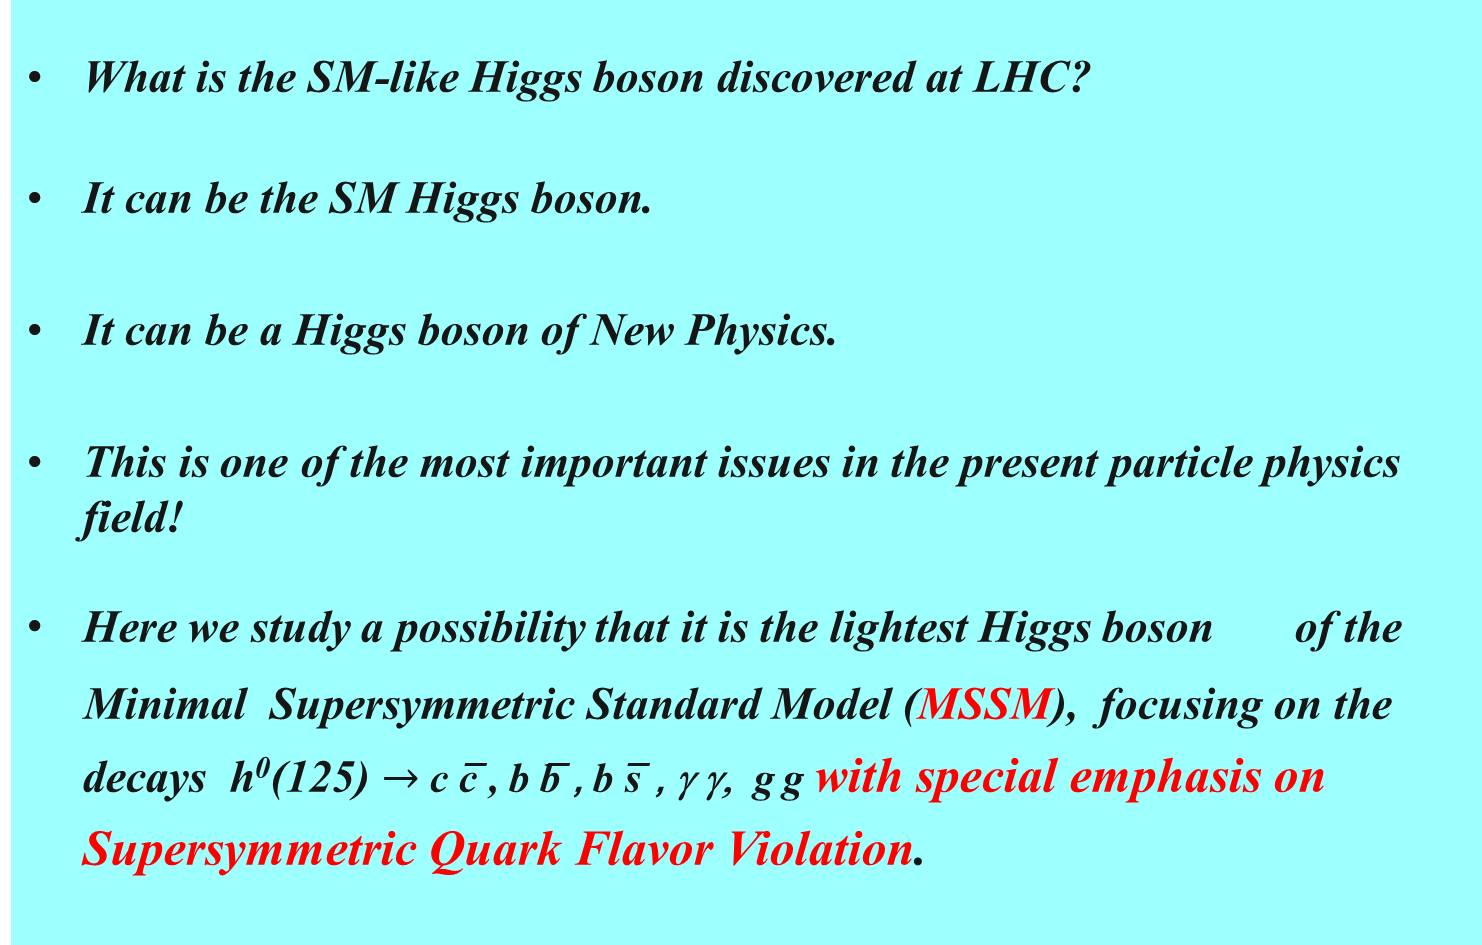 • What is the SM-like Higgs boson discovered at LHC?
• It can be the SM Higgs boson.
• It can be a Higgs boson of New Physics.
• This is one of the most important issues in the present particle physics
field!
• Here we study a possibility that it is the lightest Higgs boson of the
Minimal Supersymmetric Standard Model (MSSM), focusing on the
decays h⁰(125) → c c̅, b b̅, b s̅, γ γ, g g with special emphasis on
Supersymmetric Quark Flavor Violation.